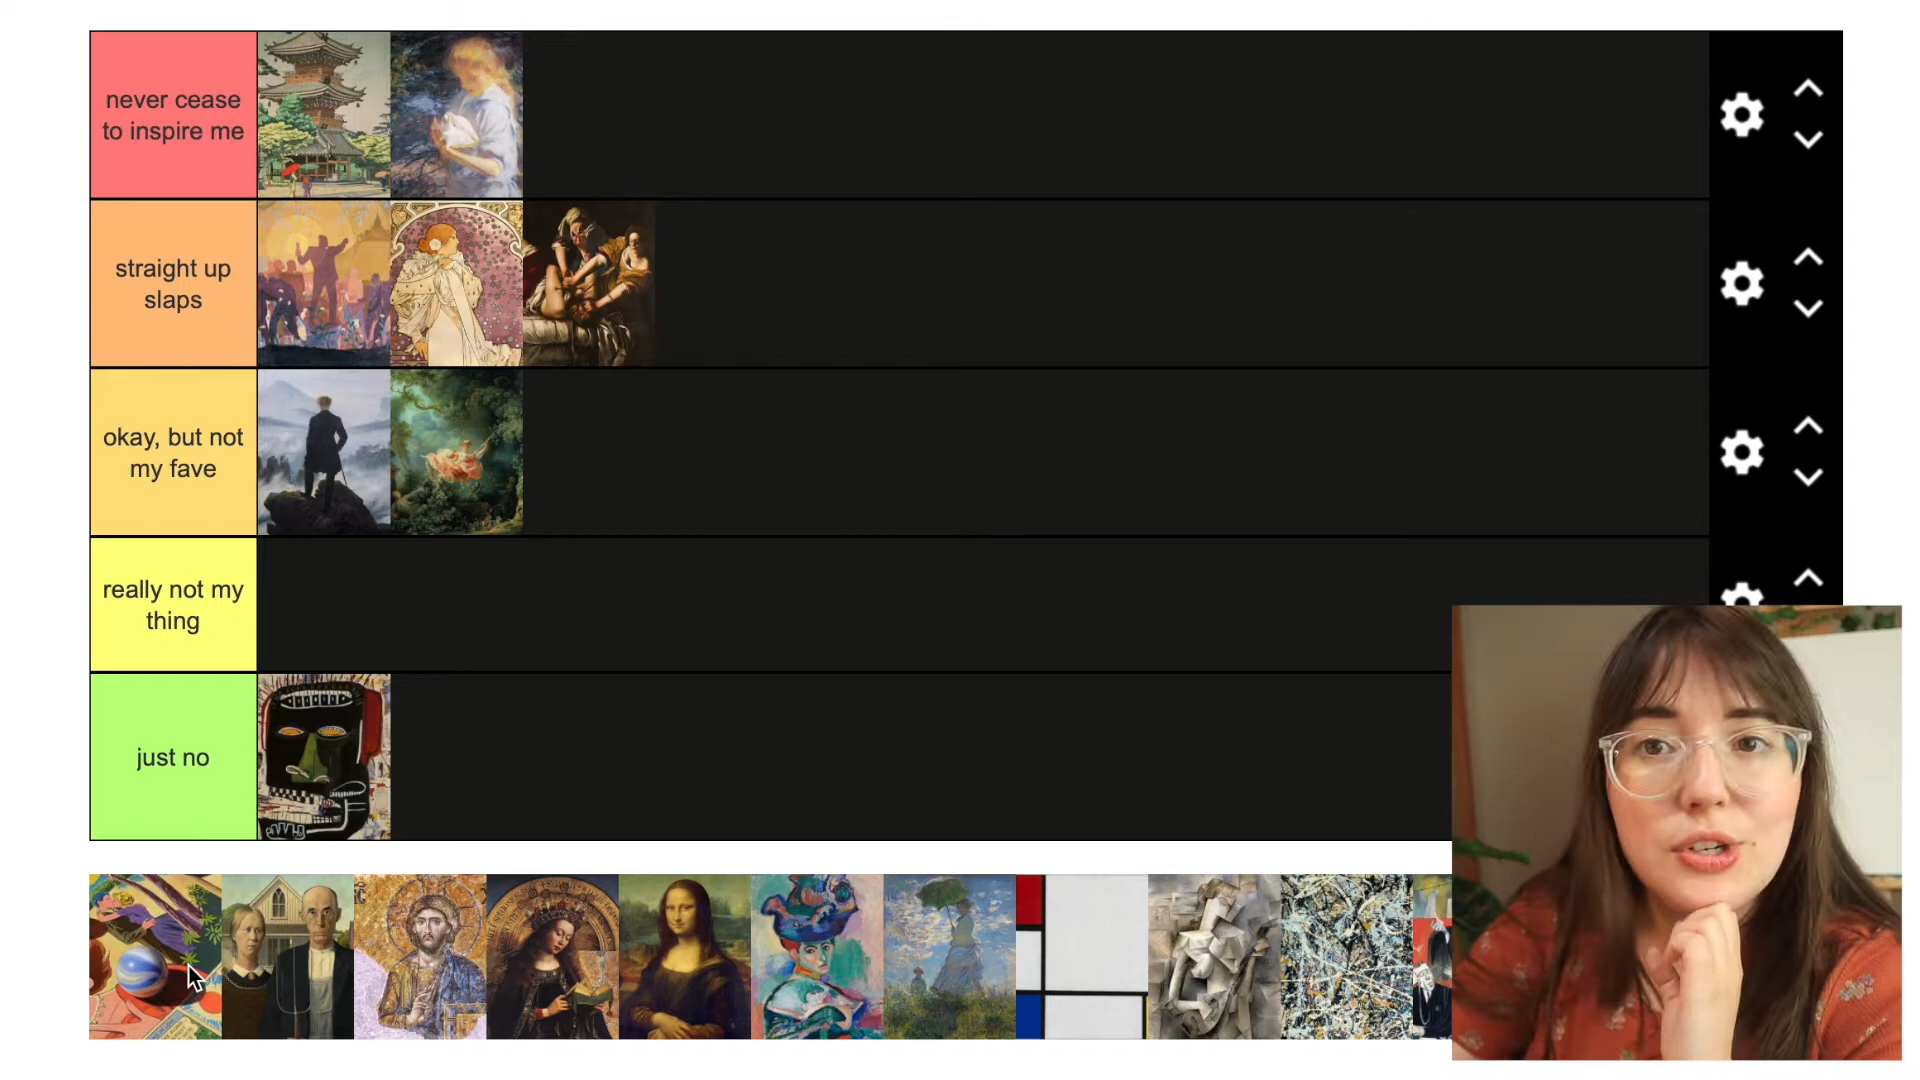 never cease
to inspire me
straight up
slaps
okay, but not
my fave
really not my
thing
just no